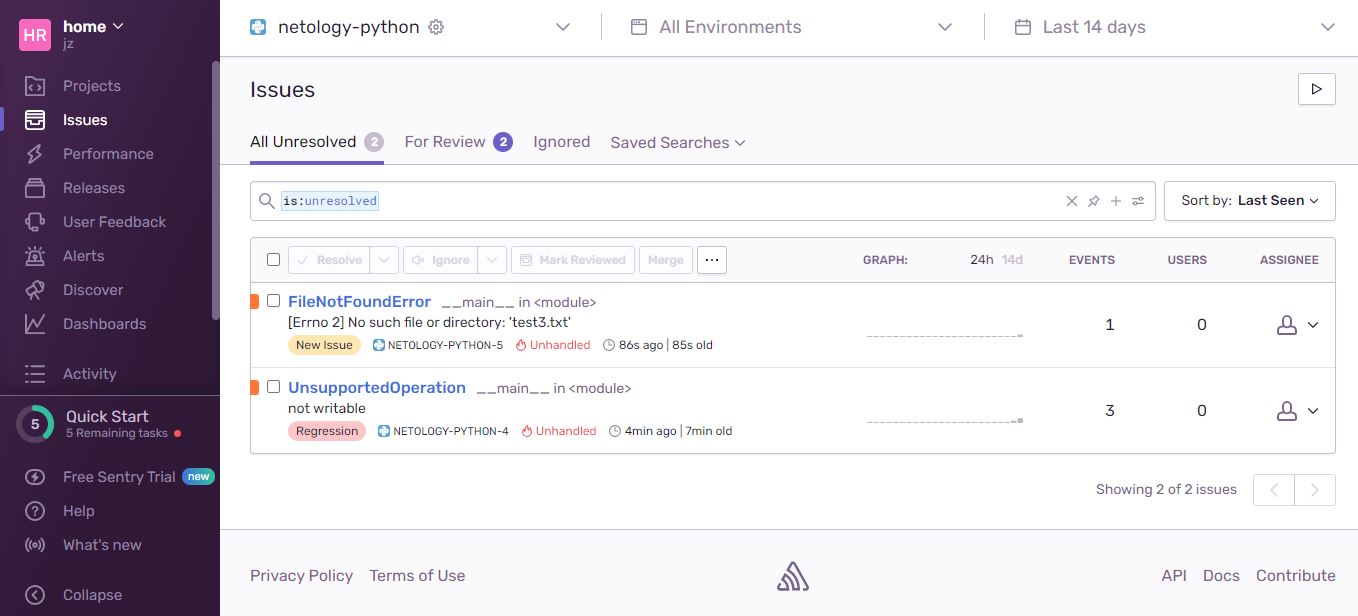 HR home
jz
Projects
Issues
Performance
Releases
User Feedback
Alerts
Discover
Dashboards
Activity
5 Quick Start
5 Remaining tasks
Free Sentry Trial new
Help
What's new
Collapse
netology-python All Environments Last 14 days
Issues
All Unresolved 2 For Review 2 Ignored Saved Searches
is:unresolved Sort by: Last Seen
Resolve Ignore Mark Reviewed Merge ... GRAPH: 24h 14d EVENTS USERS ASSIGNEE
FileNotFoundError __main__ in <module>
[Errno 2] No such file or directory: 'test3.txt' 1 0
New Issue NETOLOGY-PYTHON-5 Unhandled 86s ago | 85s old
UnsupportedOperation __main__ in <module>
not writable 3 0
Regression NETOLOGY-PYTHON-4 Unhandled 4min ago | 7min old
Showing 2 of 2 issues
Privacy Policy Terms of Use API Docs Contribute